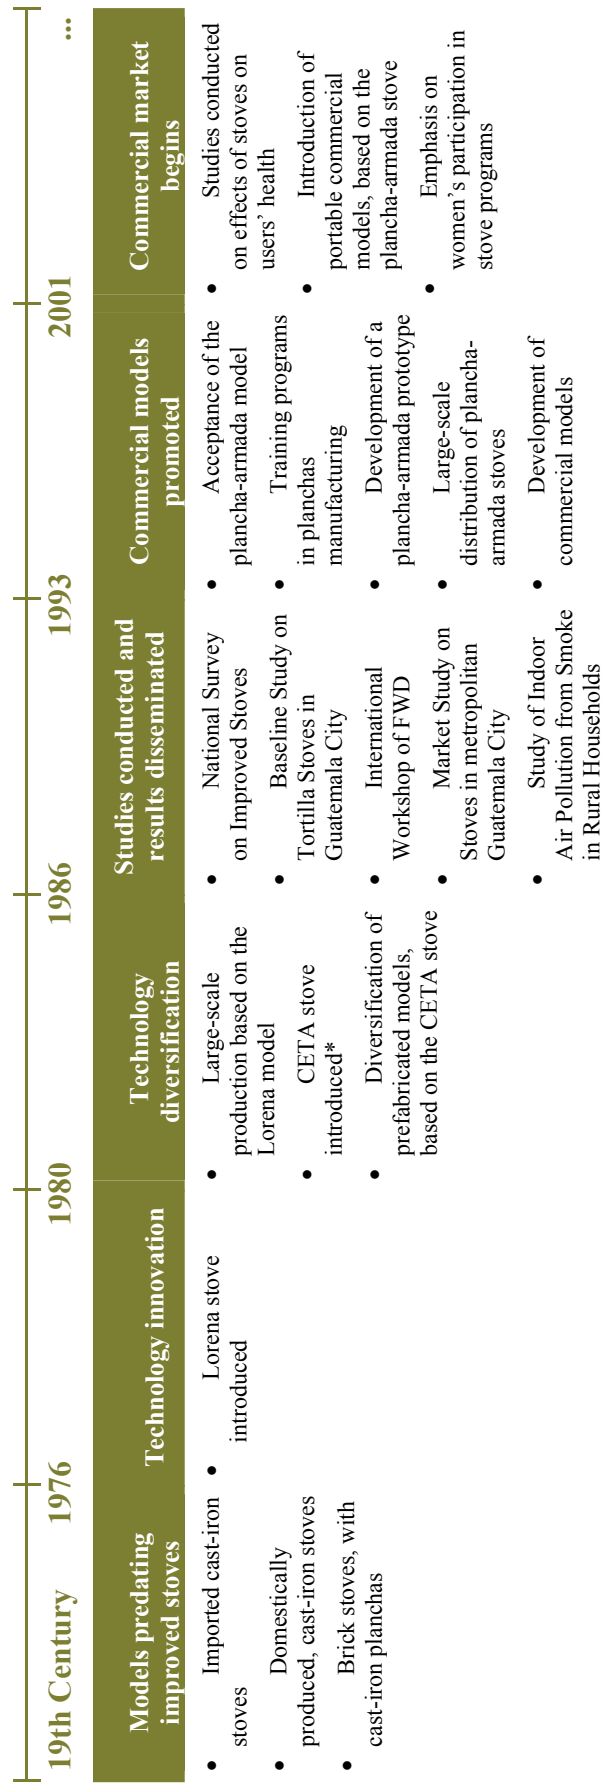 19th Century
1976
1980
1986
1993
2001
...
Models predating
improved stoves
• Imported cast-iron
stoves
• Domestically
produced, cast-iron stoves
• Brick stoves, with
cast-iron planchas
Technology innovation
• Lorena stove
introduced
Technology
diversification
• Large-scale
production based on the
Lorena model
• CETA stove
introduced*
• Diversification of
prefabricated models,
based on the CETA stove
Studies conducted and
results disseminated
• National Survey
on Improved Stoves
• Baseline Study on
Tortilla Stoves in
Guatemala City
• International
Workshop of FWD
• Market Study on
Stoves in metropolitan
Guatemala City
• Study of Indoor
Air Pollution from Smoke
in Rural Households
Commercial models
promoted
• Acceptance of the
plancha-armada model
• Training programs
in planchas
manufacturing
• Development of a
plancha-armada prototype
• Large-scale
distribution of plancha-
armada stoves
• Development of
commercial models
Commercial market
begins
• Studies conducted
on effects of stoves on
users’ health
• Introduction of
portable commercial
models, based on the
plancha-armada stove
• Emphasis on
women’s participation in
stove programs